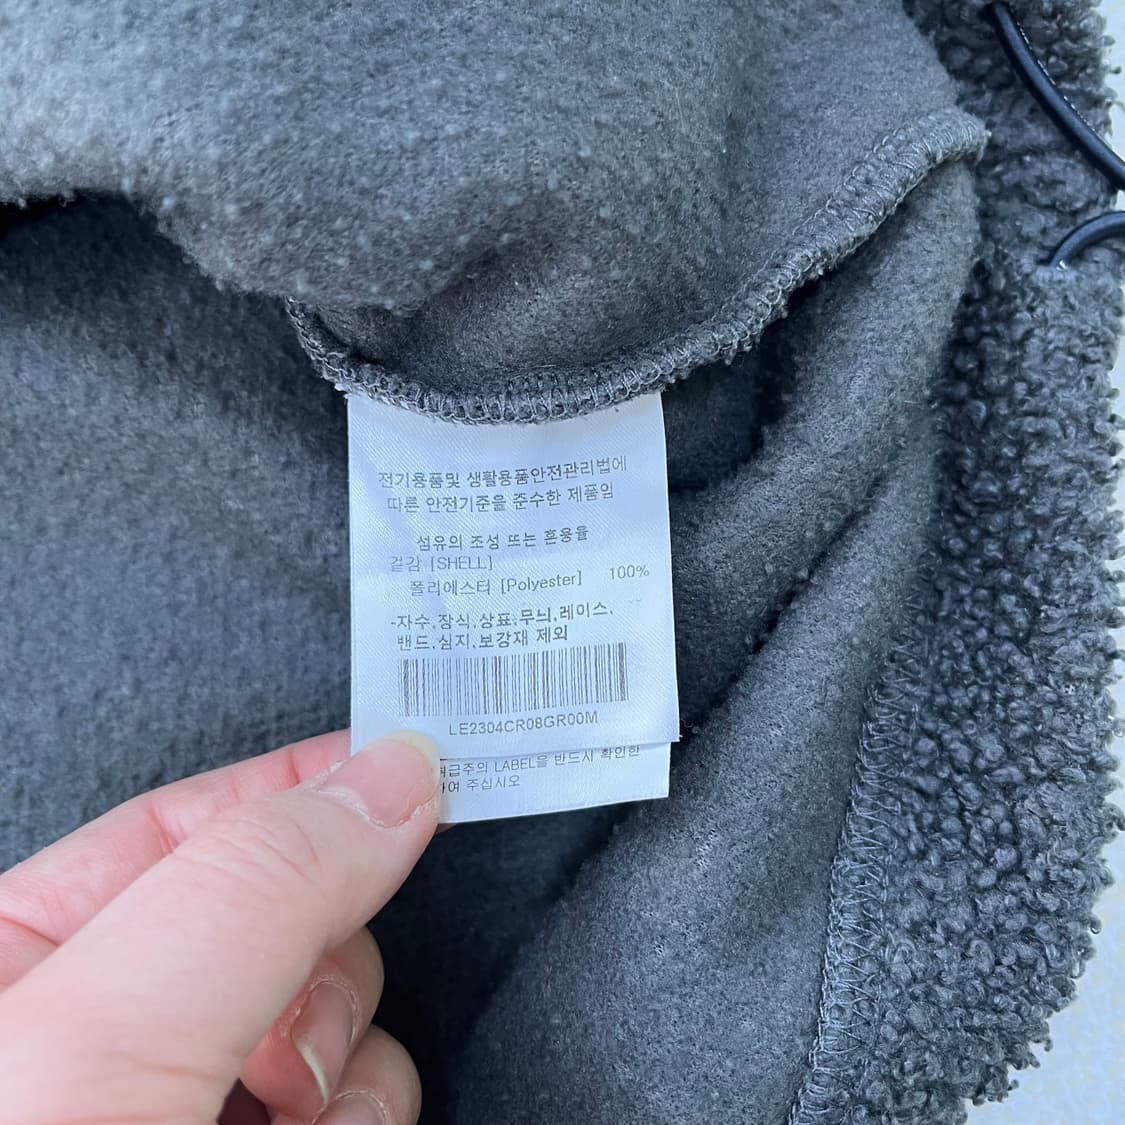 전기용품및 생활용품안전관리법에
따른 안전기준을 준수한 제품임
섬유의 조성 또는 혼용율
겉감 [SHELL]
폴리에스터 [Polyester] 100%
-자수,장식,상표,무늬,레이스,
밴드,심지,보강재 제외
LE2304CR08GR00M
LABEL을 반드시 확인한
주십시오